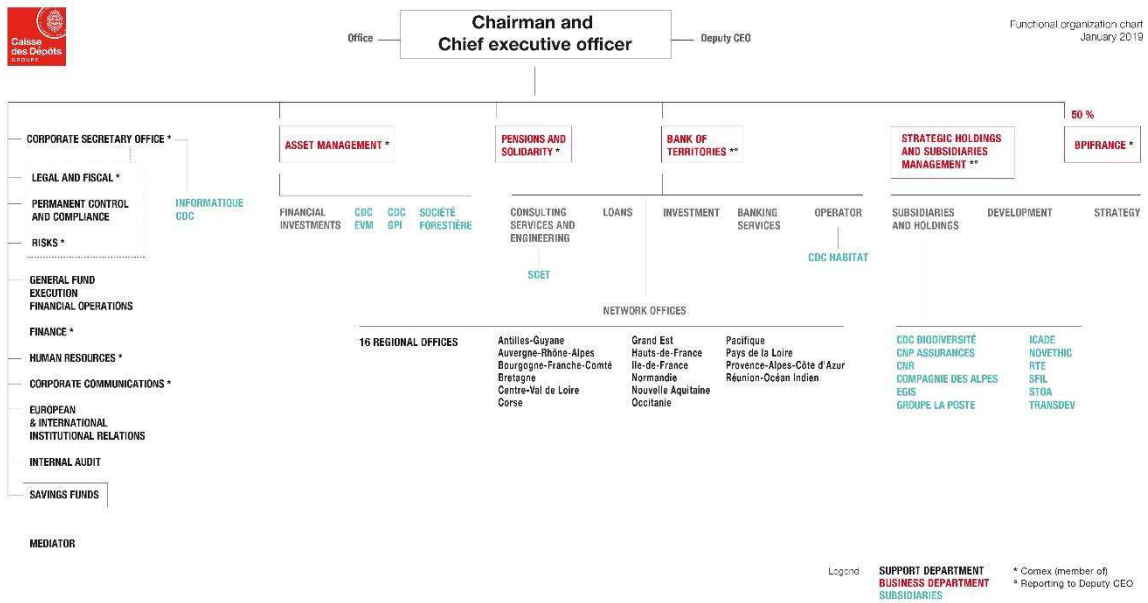 Caisse
des Dépôts
GROUPE
Office
Chairman and
Chief executive officer
Deputy CEO
Functional organization chart
January 2019
CORPORATE SECRETARY OFFICE *
LEGAL AND FISCAL *
PERMANENT CONTROL
AND COMPLIANCE
RISKS *
INFORMATIQUE
CDC
GENERAL FUND
EXECUTION
FINANCIAL OPERATIONS
FINANCE *
HUMAN RESOURCES *
CORPORATE COMMUNICATIONS *
EUROPEAN
& INTERNATIONAL
INSTITUTIONAL RELATIONS
INTERNAL AUDIT
SAVINGS FUNDS
MEDIATOR
ASSET MANAGEMENT *
FINANCIAL
INVESTMENTS
CDC
EVM
CDC
GPI
SOCIÉTÉ
FORESTIÈRE
PENSIONS AND
SOLIDARITY *
BANK OF
TERRITORIES *°
CONSULTING
SERVICES AND
ENGINEERING
SCET
LOANS
INVESTMENT
BANKING
SERVICES
OPERATOR
CDC HABITAT
NETWORK OFFICES
16 REGIONAL OFFICES
Antilles-Guyane
Auvergne-Rhône-Alpes
Bourgogne-Franche-Comté
Bretagne
Centre-Val de Loire
Corse
Grand Est
Hauts-de-France
Ile-de-France
Normandie
Nouvelle Aquitaine
Occitanie
Pacifique
Pays de la Loire
Provence-Alpes-Côte d'Azur
Réunion-Océan Indien
STRATEGIC HOLDINGS
AND SUBSIDIARIES
MANAGEMENT *°
SUBSIDIARIES
AND HOLDINGS
DEVELOPMENT
STRATEGY
CDC BIODIVERSITÉ
CNP ASSURANCES
CNR
COMPAGNIE DES ALPES
EGIS
GROUPE LA POSTE
ICADE
NOVETHIC
RTE
SFIL
STOA
TRANSDEV
50 %
BPIFRANCE *
Legend
SUPPORT DEPARTMENT
BUSINESS DEPARTMENT
SUBSIDIARIES
* Comex (member of)
° Reporting to Deputy CEO